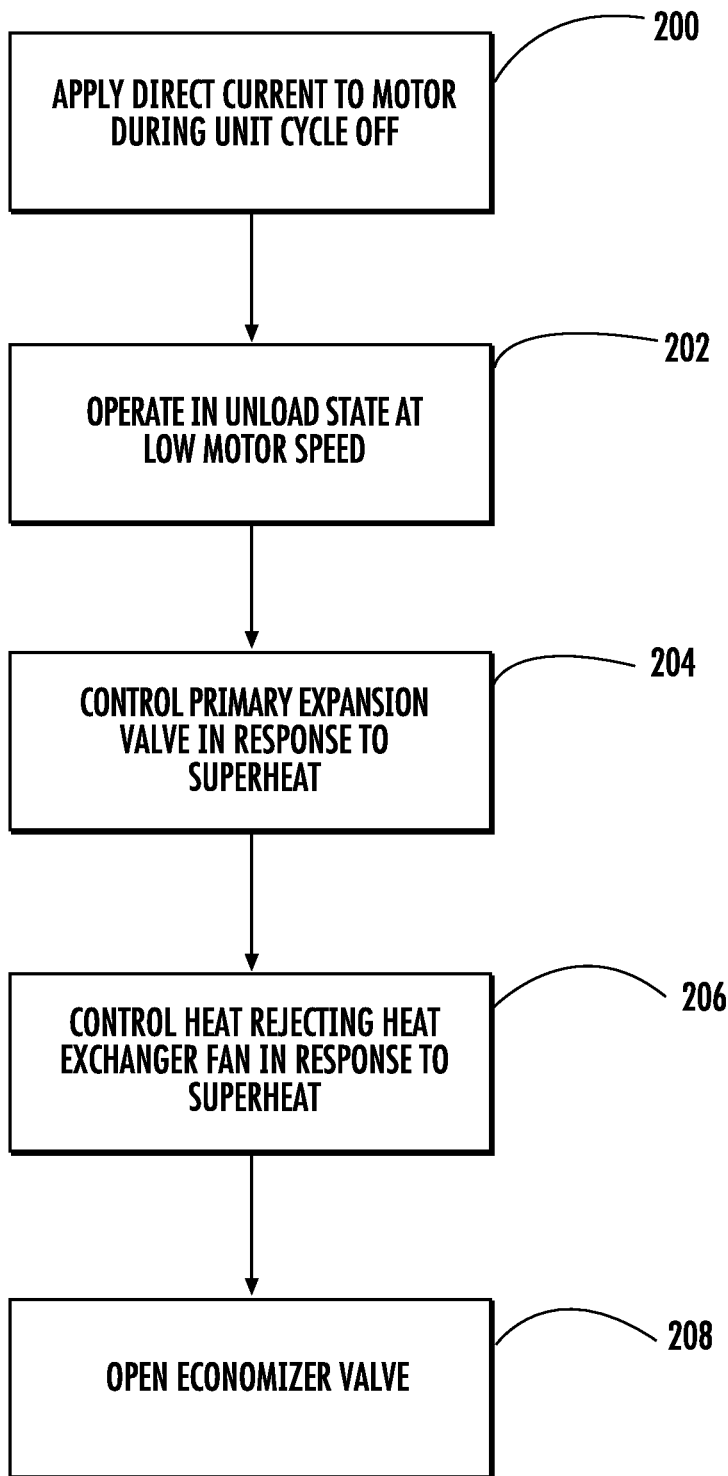 200
APPLY DIRECT CURRENT TO MOTOR
DURING UNIT CYCLE OFF
202
OPERATE IN UNLOAD STATE AT
LOW MOTOR SPEED
204
CONTROL PRIMARY EXPANSION
VALVE IN RESPONSE TO
SUPERHEAT
206
CONTROL HEAT REJECTING HEAT
EXCHANGER FAN IN RESPONSE TO
SUPERHEAT
208
OPEN ECONOMIZER VALVE